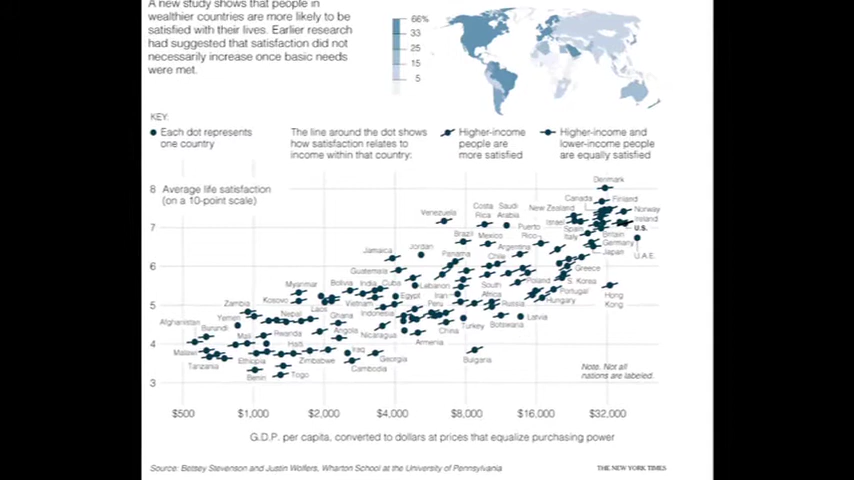 A new study shows that people in
wealthier countries are more likely to be
satisfied with their lives. Earlier research
had suggested that satisfaction did not
necessarily increase once basic needs
were met.
66%
33
25
15
5
KEY:
Each dot represents
one country
The line around the dot shows
how satisfaction relates to
income within that country:
Higher-income
people are
more satisfied
Higher-income and
lower-income people
are equally satisfied
8 Average life satisfaction
(on a 10-point scale)
7
6
5
4
3
Denmark
Canada
Finland
New Zealand
Norway
Israel
Ireland
U.S.
Spain
Italy
Britain
Germany
Japan
U.A.E.
Costa
Rica
Saudi
Arabia
Venezuela
Puerto
Rico
Brazil
Mexico
Jamaica
Jordan
Panama
Chile
Argentina
Guatemala
Greece
Myanmar
Bolivia
India
Cuba
Lebanon
South
Africa
Poland
S. Korea
Portugal
Hungary
Hong
Kong
Zambia
Kosovo
Laos
Vietnam
Egypt
Iran
Russia
Afghanistan
Burundi
Yemen
Nepal
Ghana
Indonesia
Peru
Turkey
Botswana
Latvia
Mali
Rwanda
Angola
Nicaragua
China
Armenia
Malawi
Tanzania
Ethiopia
Haiti
Zimbabwe
Iraq
Georgia
Cambodia
Bulgaria
Benin
Togo
Note. Not all
nations are labeled.
$500
$1,000
$2,000
$4,000
$8,000
$16,000
$32,000
G.D.P. per capita, converted to dollars at prices that equalize purchasing power
Source: Betsey Stevenson and Justin Wolfers, Wharton School at the University of Pennsylvania
THE NEW YORK TIMES